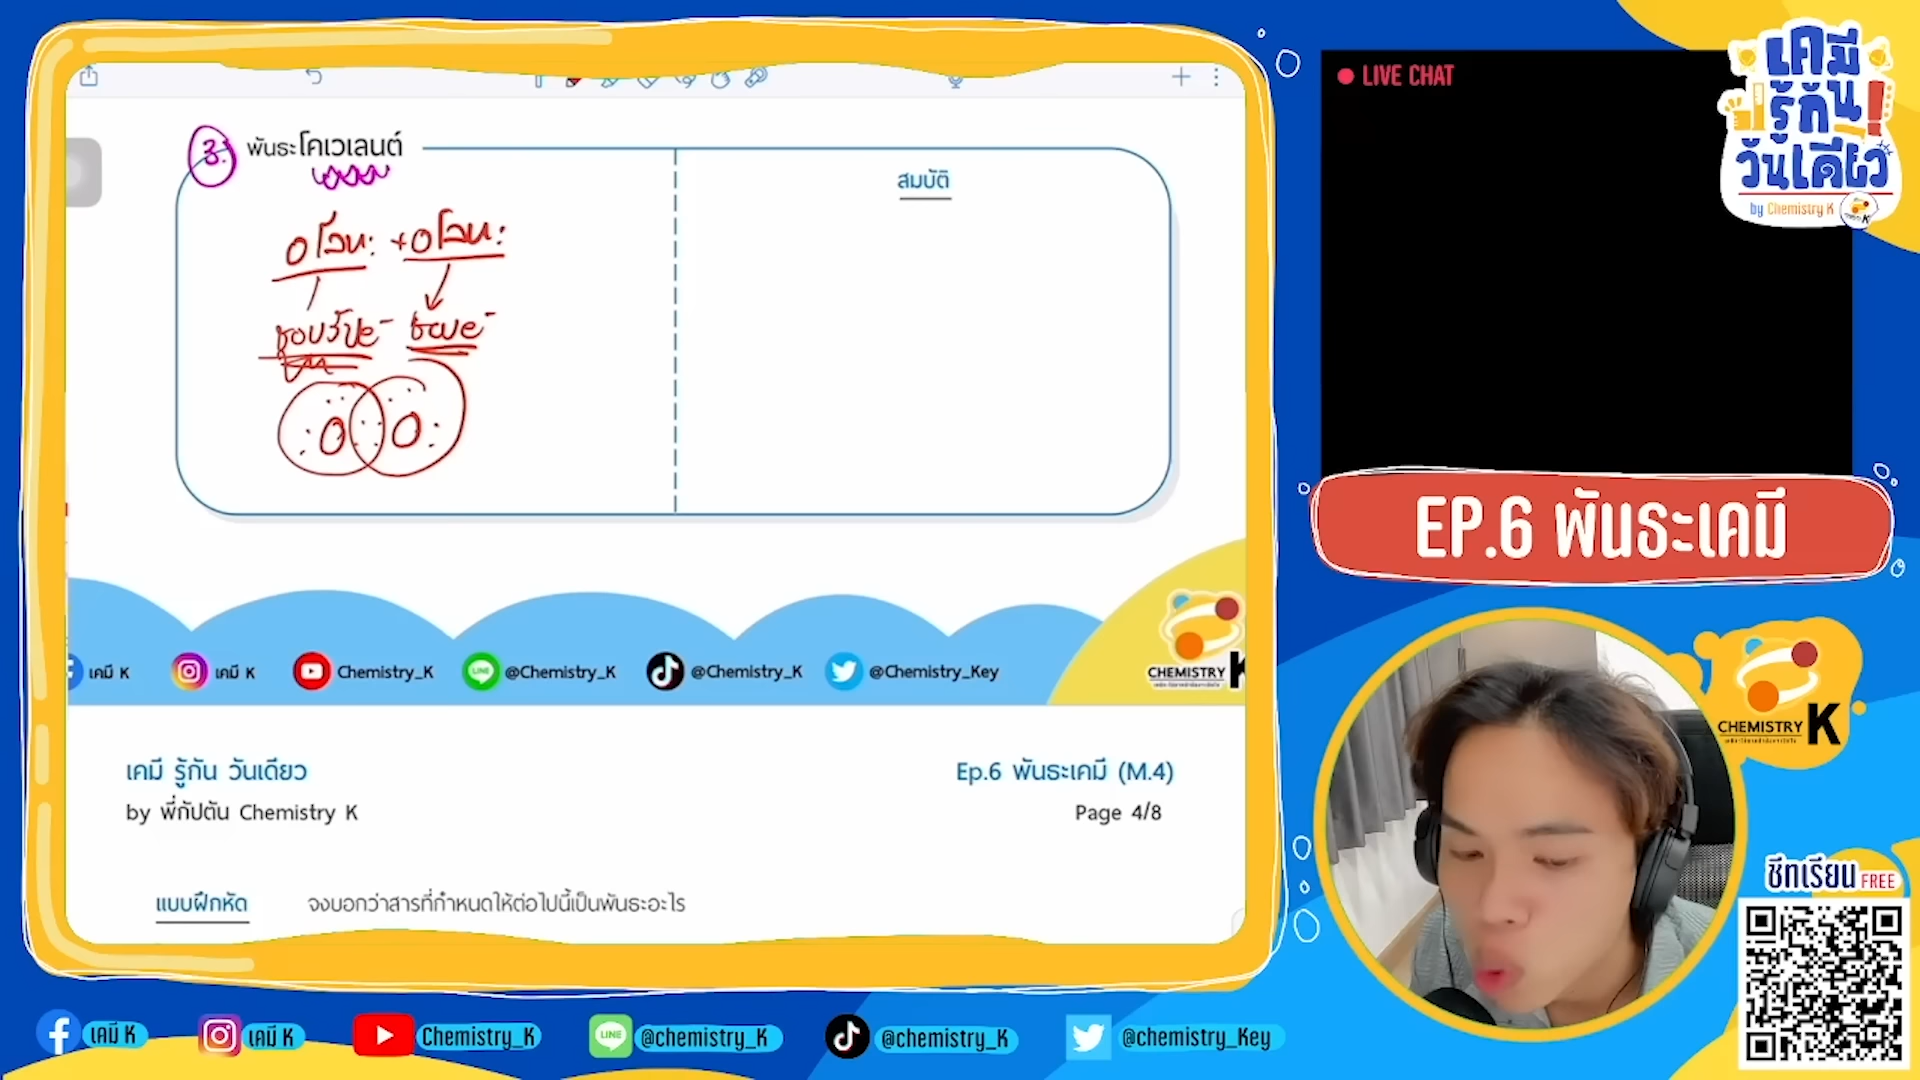 LIVE CHAT
เคมี
รู้กัน
วันเดียว
by Chemistry K
3.
พันธะโคเวเลนต์
สมบัติ
อโลหะ + อโลหะ
EP.6 พันธะเคมี
เคมี K
เคมี K
Chemistry_K
@Chemistry_K
@Chemistry_K
@Chemistry_Key
CHEMISTRY K
CHEMISTRY K
เคมี รู้กัน วันเดียว
Ep.6 พันธะเคมี (M.4)
by พี่กัปตัน Chemistry K
Page 4/8
แบบฝึกหัด
จงบอกว่าสารที่กำหนดให้ต่อไปนี้เป็นพันธะอะไร
ชีทเรียน FREE
เคมี K
เคมี K
Chemistry_K
@chemistry_K
@chemistry_K
@chemistry_Key